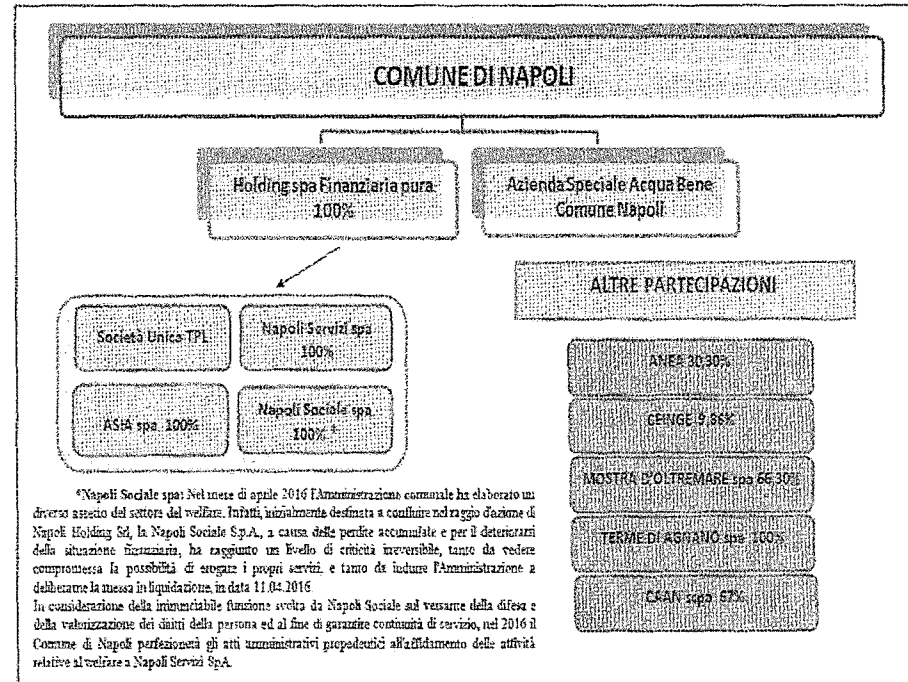 COMUNE DI NAPOLI
Holding spa Finanziaria pura
100%
Azienda Speciale Acqua Bene
Comune Napoli
Società Unica TPL
Napoli Servizi spa
100%
ASIA spa 100%
Napoli Sociale spa
100% *
ALTRE PARTECIPAZIONI
ANEA 30,30%
CEINGE 9,86%
MOSTRA D'OLTREMARE spa 66,30%
TERME DI AGNANO spa 100%
CAAN scpa 67%
*Napoli Sociale spa: Nel mese di aprile 2016 l'Amministrazione comunale ha elaborato un
diverso assetto del settore del welfare. Infatti, inizialmente destinata a confluire nel raggio d'azione di
Napoli Holding Srl, la Napoli Sociale S.p.A., a causa delle perdite accumulate e per il deteriorarsi
della situazione finanziaria, ha raggiunto un livello di criticità irreversibile, tanto da vedere
compromessa la possibilità di erogare i propri servizi, e tanto da indurre l'Amministrazione a
deliberarne la messa in liquidazione, in data 11.04.2016.
In considerazione della irrinunciabile funzione svolta da Napoli Sociale sul versante della difesa e
della valorizzazione dei diritti della persona ed al fine di garantire continuità di servizio, nel 2016 il
Comune di Napoli perfezionerà gli atti amministrativi propedeutici all'affidamento delle attività
relative al welfare a Napoli Servizi SpA.